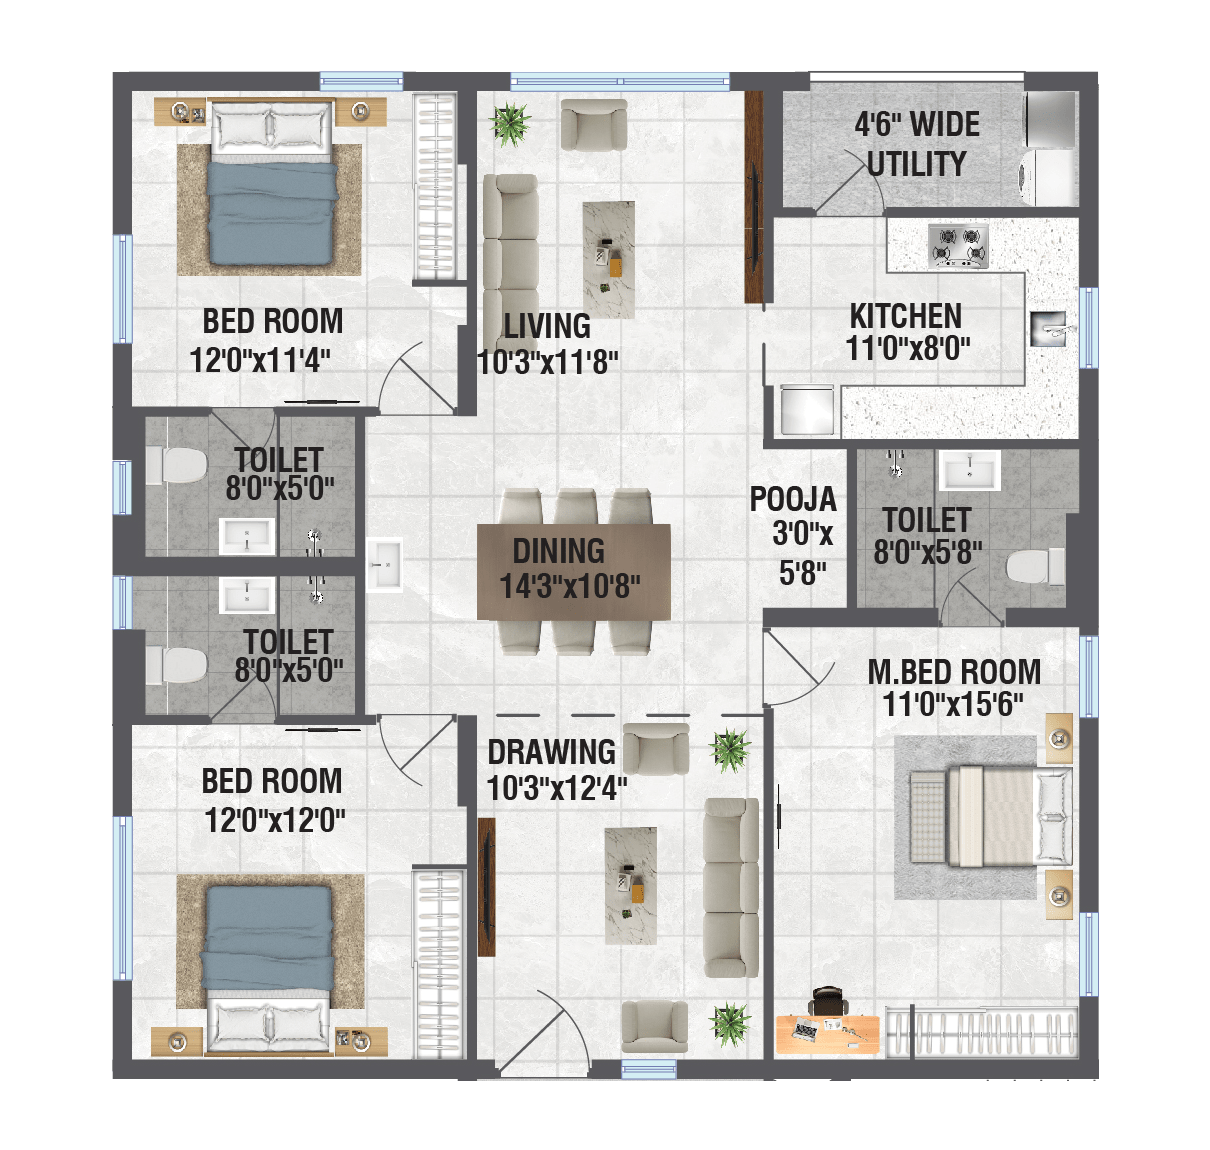 4'6" WIDE
UTILITY
BED ROOM
12'0"x11'4"
LIVING
10'3"x11'8"
KITCHEN
11'0"x8'0"
TOILET
8'0"x5'0"
POOJA
3'0"x
5'8"
TOILET
8'0"x5'8"
DINING
14'3"x10'8"
TOILET
8'0"x5'0"
M.BED ROOM
11'0"x15'6"
DRAWING
10'3"x12'4"
BED ROOM
12'0"x12'0"